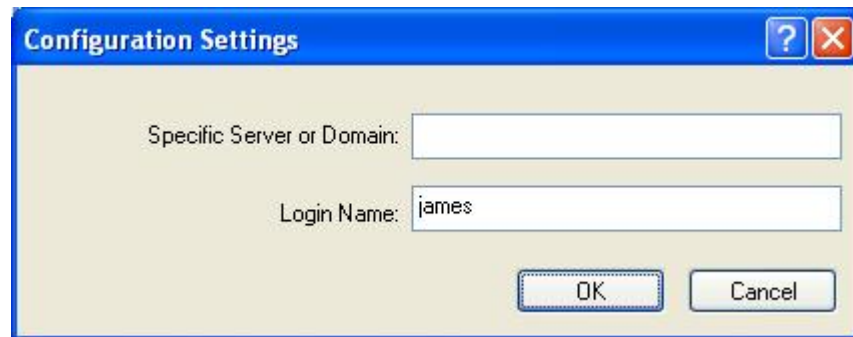 Configuration Settings
Specific Server or Domain:
Login Name: james
OK Cancel